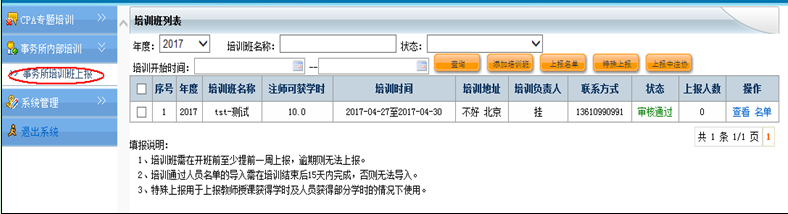 CPA专题培训
事务所内部培训
事务所培训班上报
系统管理
退出系统
培训班列表
年度： 2017 培训班名称： 状态：
培训开始时间： -- 查询 添加培训班 上报名单 特殊上报 上报中注协
序号 年度 培训班名称 注师可获学时 培训时间 培训地址 培训负责人 联系方式 状态 上报人数 操作
1 2017 tst-测试 10.0 2017-04-27至2017-04-30 不好 北京 挂 13610990991 审核通过 0 查看 名单
共 1 条 1/1 页 1
填报说明：
1、培训班需在开班前至少提前一周上报，逾期则无法上报。
2、培训通过人员名单的导入需在培训结束后15天内完成，否则无法导入。
3、特殊上报用于上报教师授课获得学时及人员获得部分学时的情况下使用。